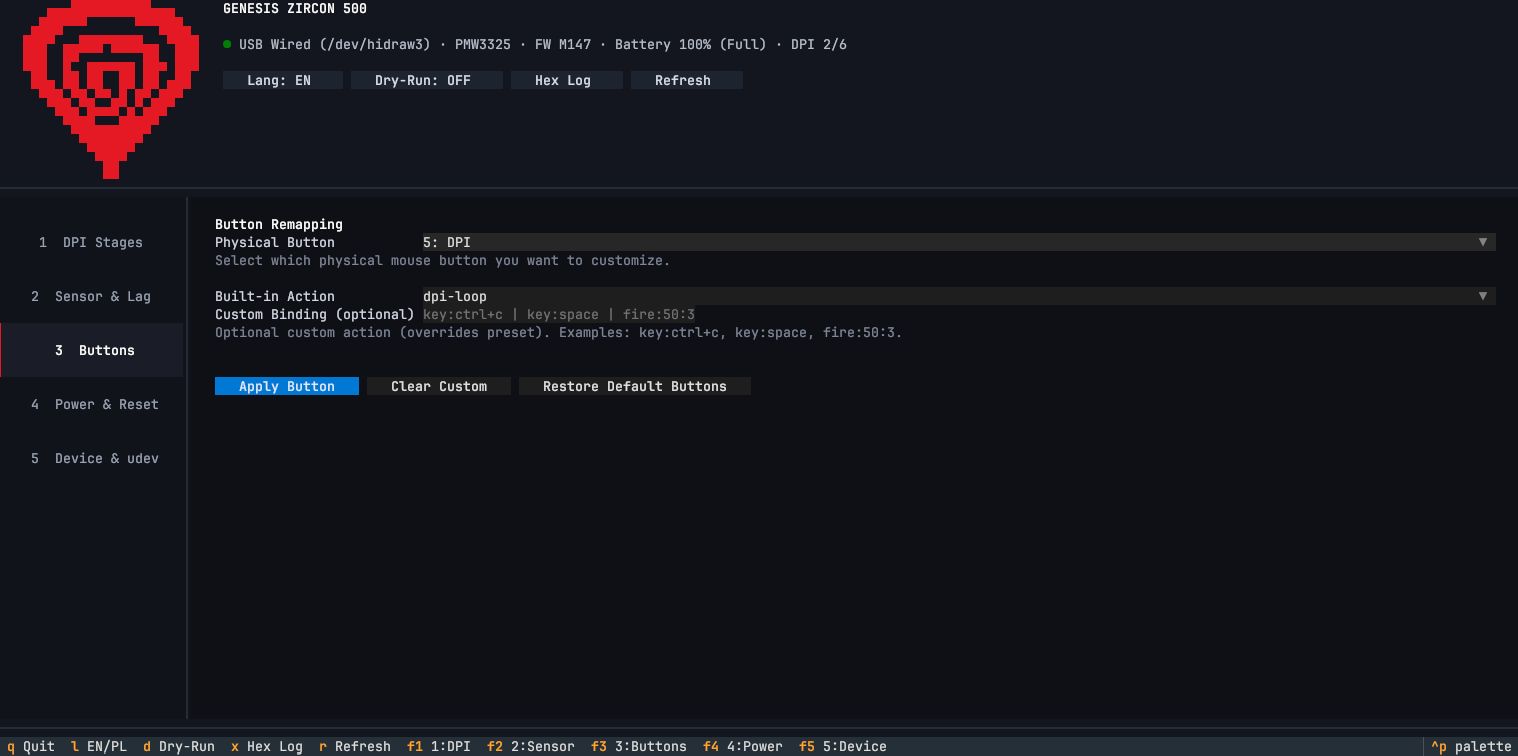 GENESIS ZIRCON 500
● USB Wired (/dev/hidraw3) · PMW3325 · FW M147 · Battery 100% (Full) · DPI 2/6
Lang: EN Dry-Run: OFF Hex Log Refresh
1 DPI Stages
2 Sensor & Lag
3 Buttons
4 Power & Reset
5 Device & udev
Button Remapping
Physical Button 5: DPI ▼
Select which physical mouse button you want to customize.
Built-in Action dpi-loop ▼
Custom Binding (optional) key:ctrl+c | key:space | fire:50:3
Optional custom action (overrides preset). Examples: key:ctrl+c, key:space, fire:50:3.
Apply Button Clear Custom Restore Default Buttons
q Quit l EN/PL d Dry-Run x Hex Log r Refresh f1 1:DPI f2 2:Sensor f3 3:Buttons f4 4:Power f5 5:Device ^p palette